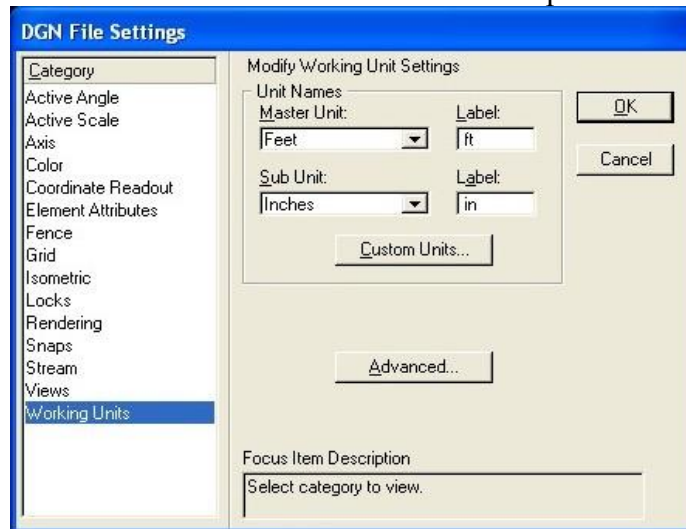 DGN File Settings
Category
Active Angle
Active Scale
Axis
Color
Coordinate Readout
Element Attributes
Fence
Grid
Isometric
Locks
Rendering
Snaps
Stream
Views
Working Units
Modify Working Unit Settings
Unit Names
Master Unit: Label:
Feet ft
Sub Unit: Label:
Inches in
Custom Units...
Advanced...
Focus Item Description
Select category to view.
OK
Cancel